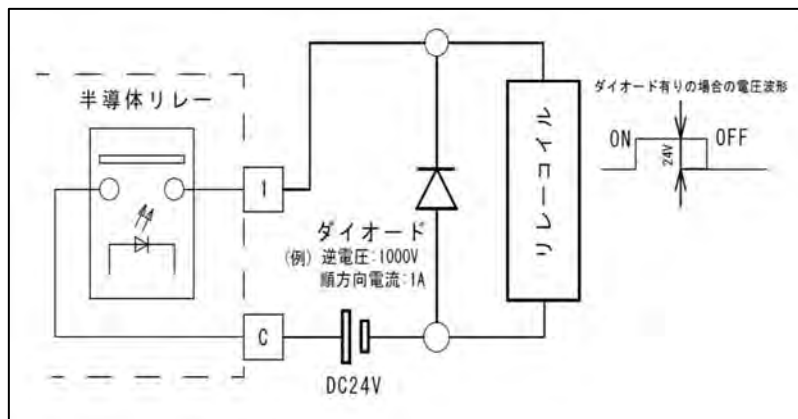 半導体リレー
1
C
DC24V
ダイオード
(例) 逆電圧:1000V
順方向電流:1A
リレーコイル
ダイオード有りの場合の電圧波形
ON
24V
OFF